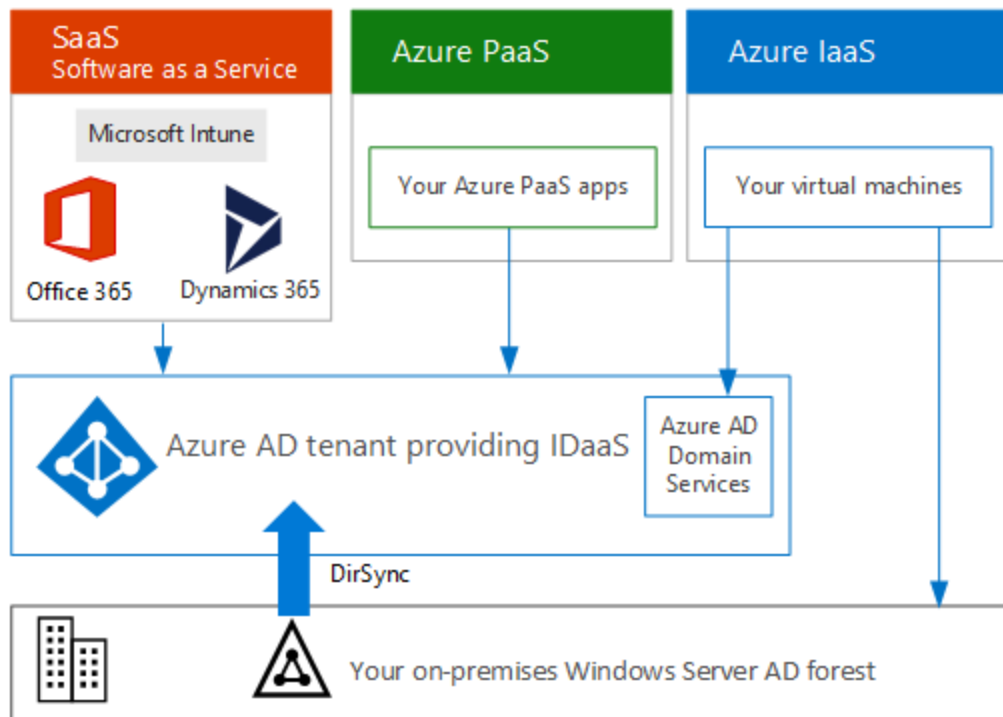 SaaS
Software as a Service
Azure PaaS
Azure IaaS
Microsoft Intune
Your Azure PaaS apps
Your virtual machines
Office 365
Dynamics 365
Azure AD tenant providing IDaaS
Azure AD
Domain
Services
DirSync
Your on-premises Windows Server AD forest